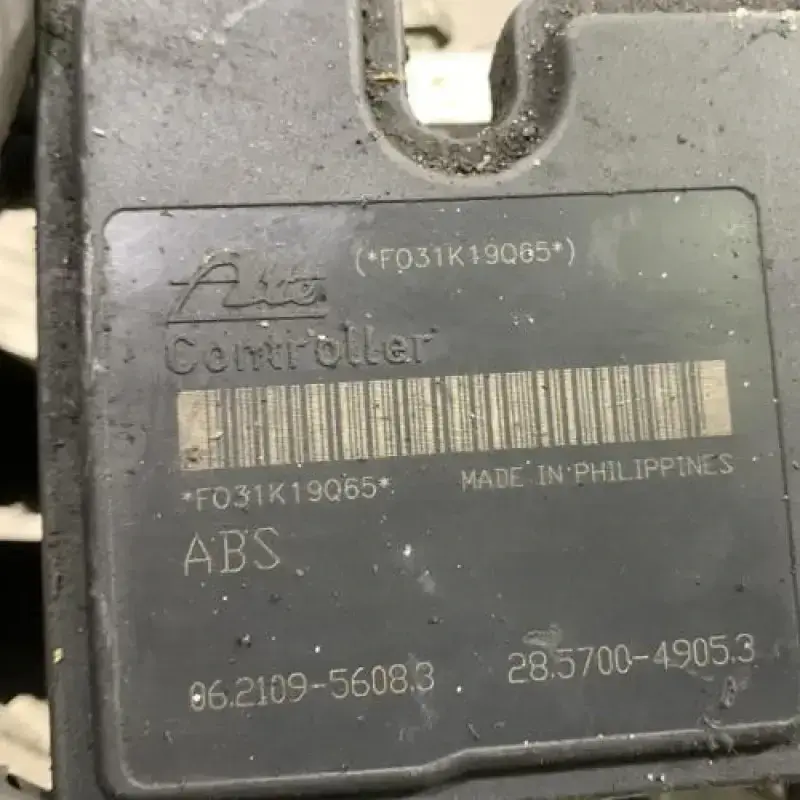 Ate (*F031K19Q65*)
Controller
*F031K19Q65*
MADE IN PHILIPPINES
ABS
06.2109-5608.3
28.5700-4905.3